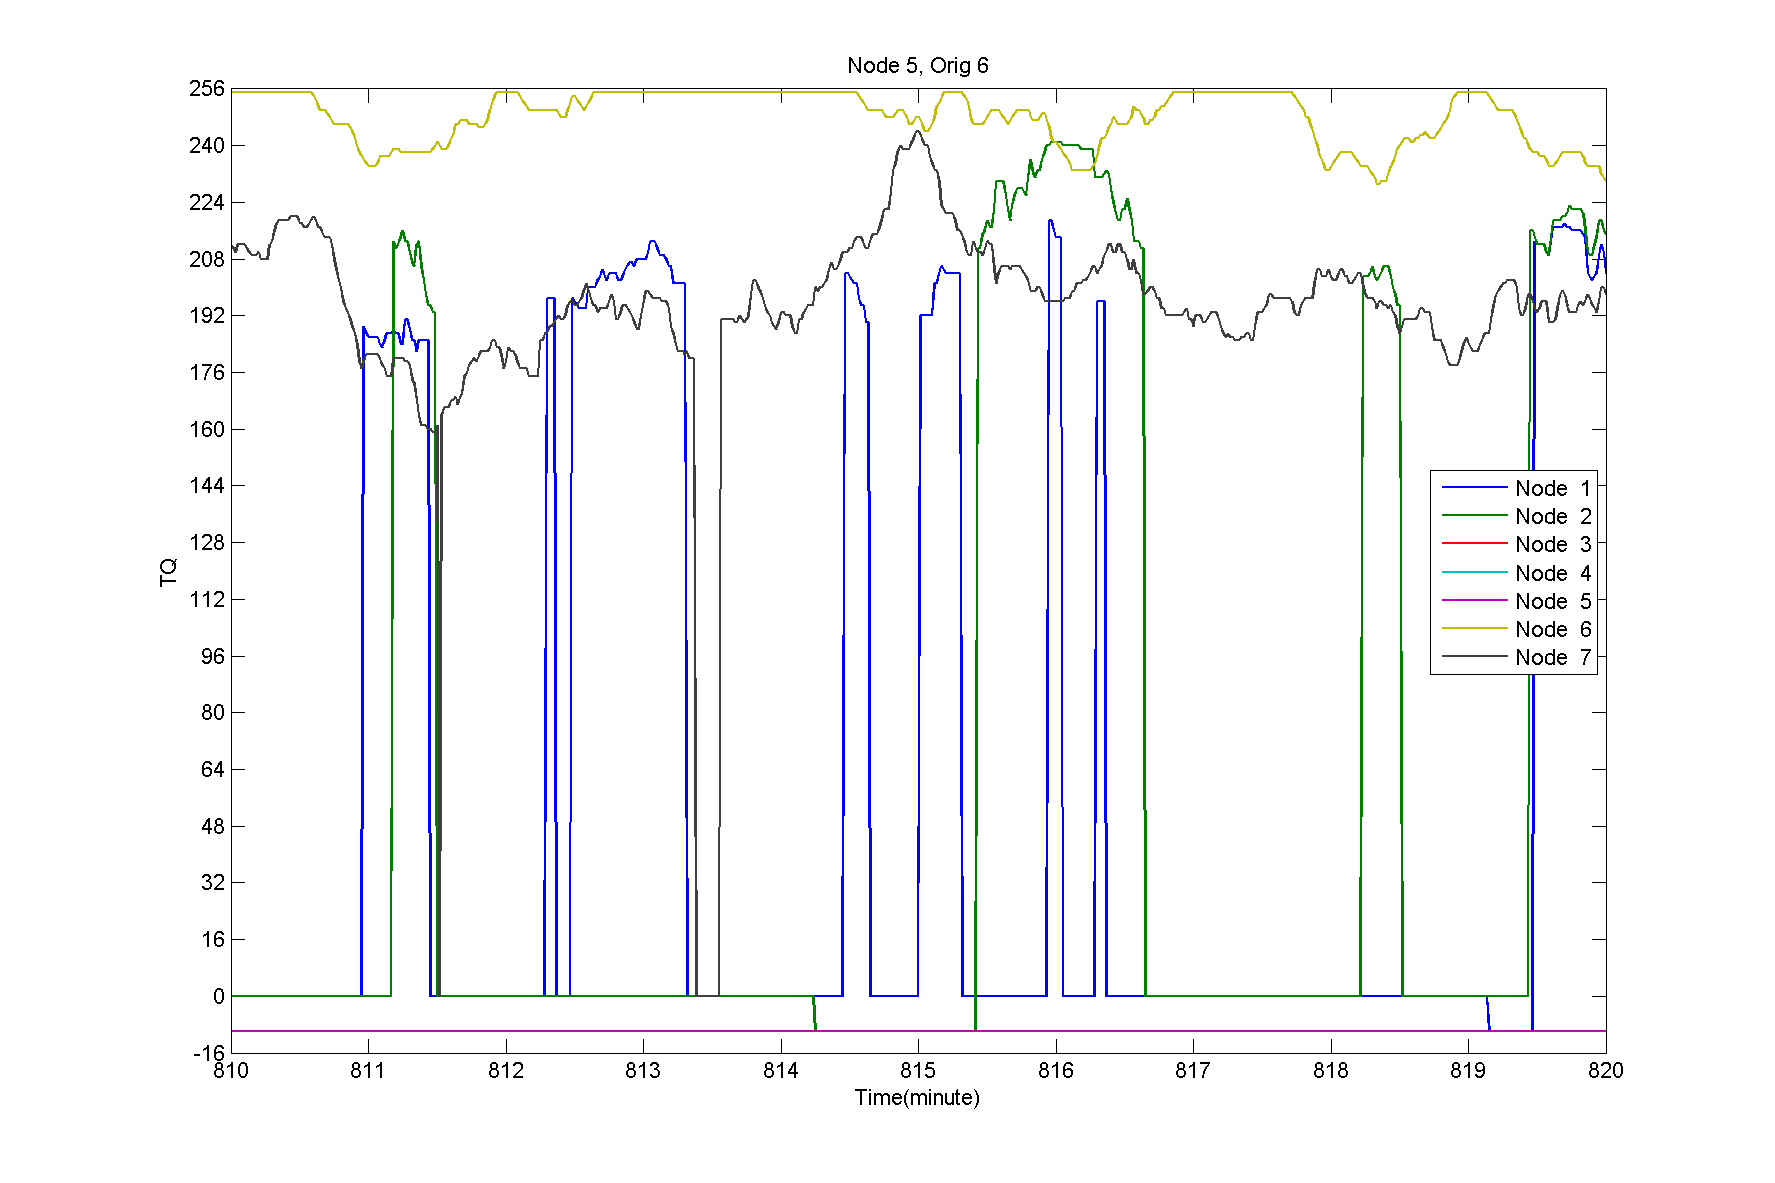 Node 5, Orig 6
256
240
224
208
192
176
160
144
128
112
96
80
64
48
32
16
0
-16
TQ
Node 1
Node 2
Node 3
Node 4
Node 5
Node 6
Node 7
810 811 812 813 814 815 816 817 818 819 820
Time(minute)